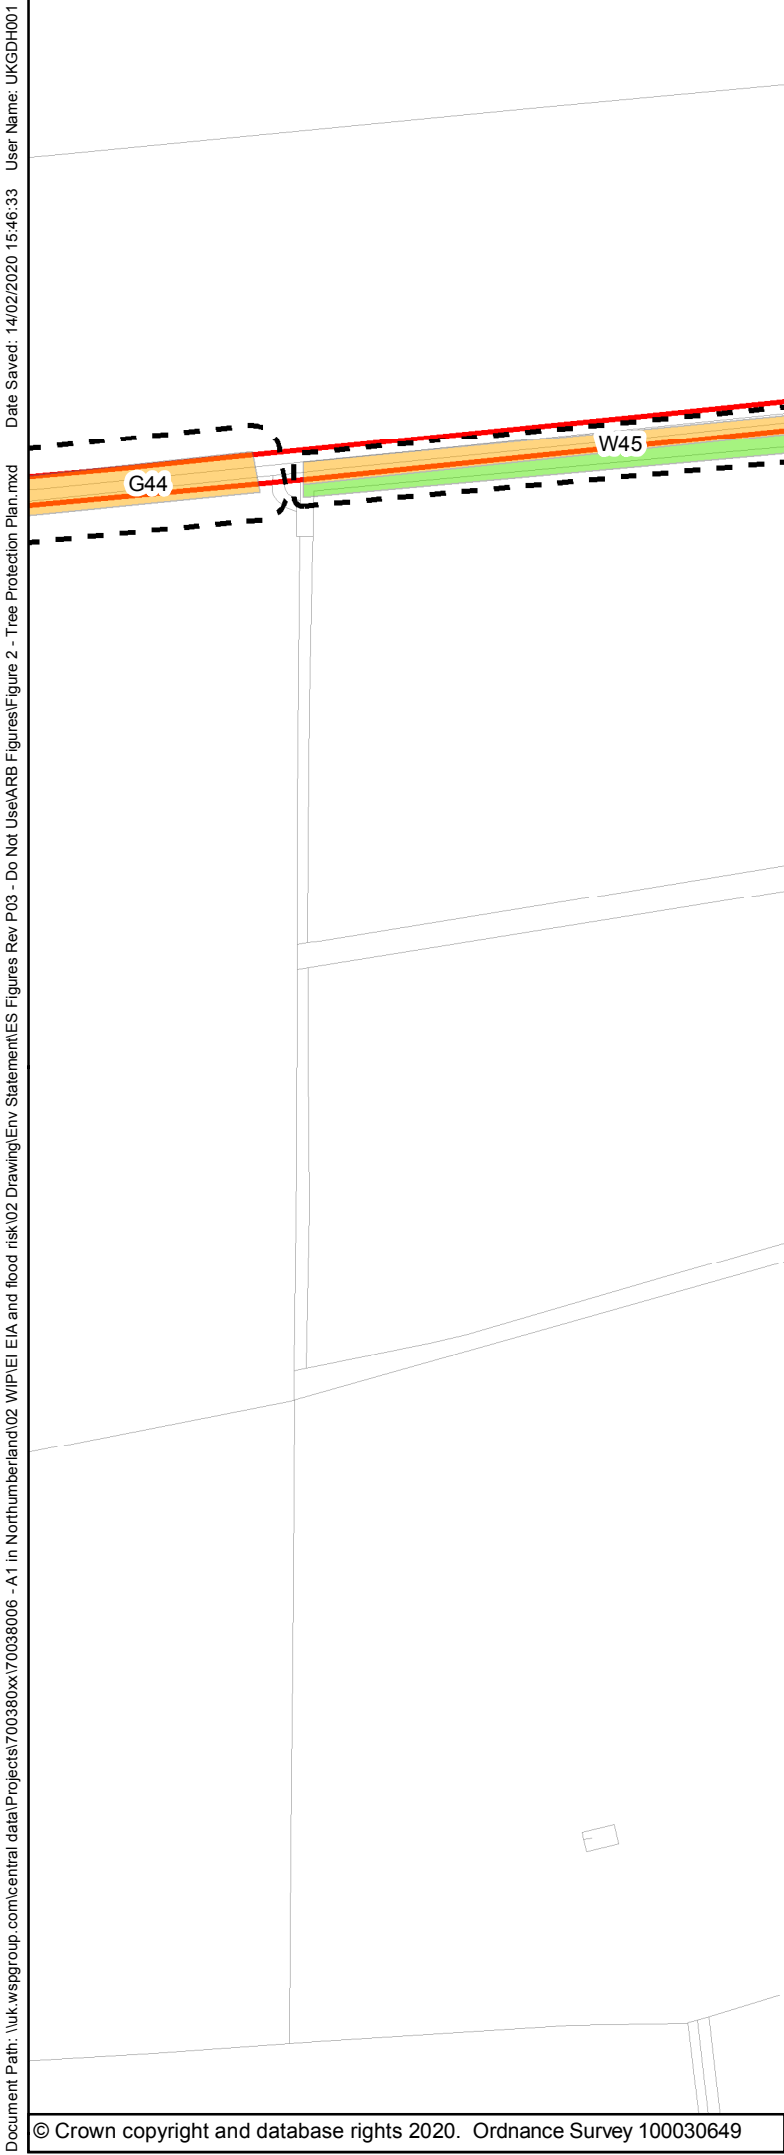 Document Path: \\uk.wspgroup.com\central data\Projects\700380xx\70038006 - A1 in Northumberland\02 WIP\EI EIA and flood risk\02 Drawing\Env Statement\ES Figures Rev P03 - Do Not Use\ARB Figures\Figure 2 - Tree Protection Plan.mxd Date Saved: 14/02/2020 15:46:33 User Name: UKGDH001
W45
G44
© Crown copyright and database rights 2020. Ordnance Survey 100030649